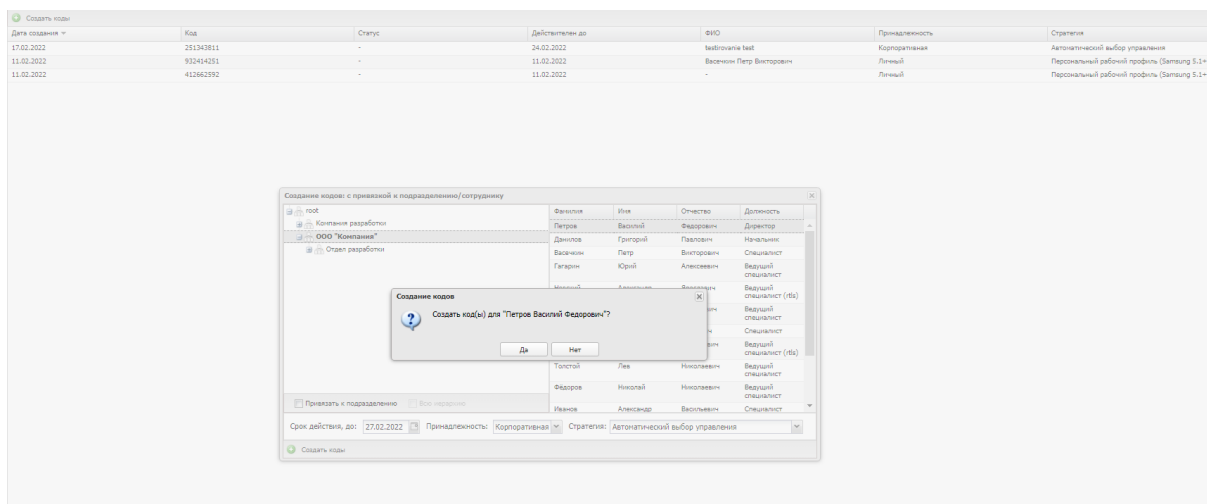 Создать коды
Дата создания Код Статус Действителен до ФИО Принадлежность Стратегия
17.02.2022 251343811 - 24.02.2022 testirovanie test Корпоративная Автоматический выбор управления
11.02.2022 932414251 - 11.02.2022 Васечкин Петр Викторович Личный Персональный рабочий профиль (Samsung 5.1+
11.02.2022 412662592 - 11.02.2022 - Личный Персональный рабочий профиль (Samsung 5.1+
Создание кодов: с привязкой к подразделению/сотруднику
root
Компания разработки
ООО "Компания"
Отдел разработки
Фамилия Имя Отчество Должность
Петров Василий Федорович Директор
Данилов Григорий Павлович Начальник
Васечкин Петр Викторович Специалист
Гагарин Юрий Алексеевич Ведущий
специалист
Ведущий
специалист (rtls)
Ведущий
специалист
Специалист
Ведущий
специалист (rtls)
Толстой Лев Николаевич Ведущий
специалист
Фёдоров Николай Николаевич Ведущий
специалист
Иванов Александр Васильевич Специалист
Создание кодов
Создать код(ы) для "Петров Василий Федорович"?
Да Нет
Привязать к подразделению Всю иерархию
Срок действия, до: 27.02.2022 Принадлежность: Корпоративная Стратегия: Автоматический выбор управления
Создать коды